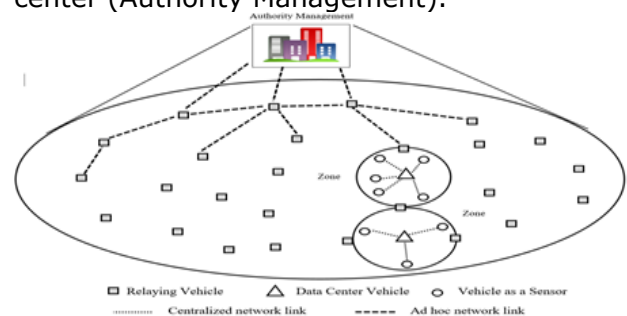 center (Authority Management).
Authority Management
Zone
Zone
Relaying Vehicle Data Center Vehicle Vehicle as a Sensor
Centralized network link Ad hoc network link